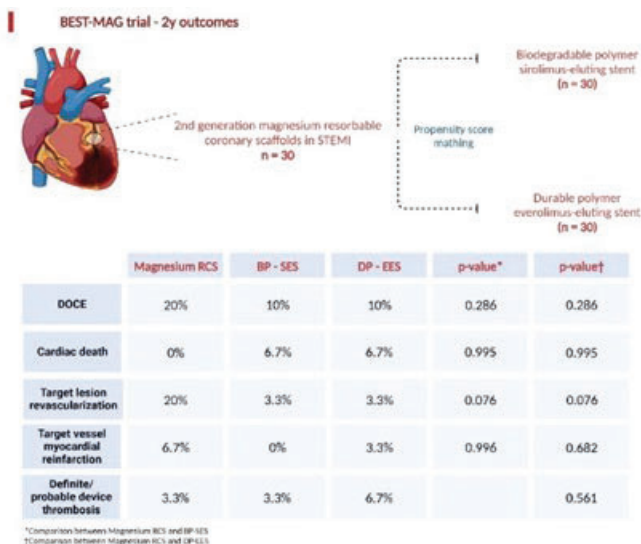 BEST-MAG trial - 2y outcomes
Biodegradable polymer
sirolimus-eluting stent
(n = 30)
2nd generation magnesium resorbable
coronary scaffolds in STEMI
n = 30
Propensity score
mathing
Durable polymer
everolimus-eluting stent
(n = 30)
Magnesium RCS BP - SES DP - EES p-value* p-value†
DOCE 20% 10% 10% 0.286 0.286
Cardiac death 0% 6.7% 6.7% 0.995 0.995
Target lesion
revascularization 20% 3.3% 3.3% 0.076 0.076
Target vessel
myocardial
reinfarction 6.7% 0% 3.3% 0.996 0.682
Definite/
probable device
thrombosis 3.3% 3.3% 6.7% 0.561
*Comparison between Magnesium RCS and BP-SES
†Comparison between Magnesium RCS and DP-EES